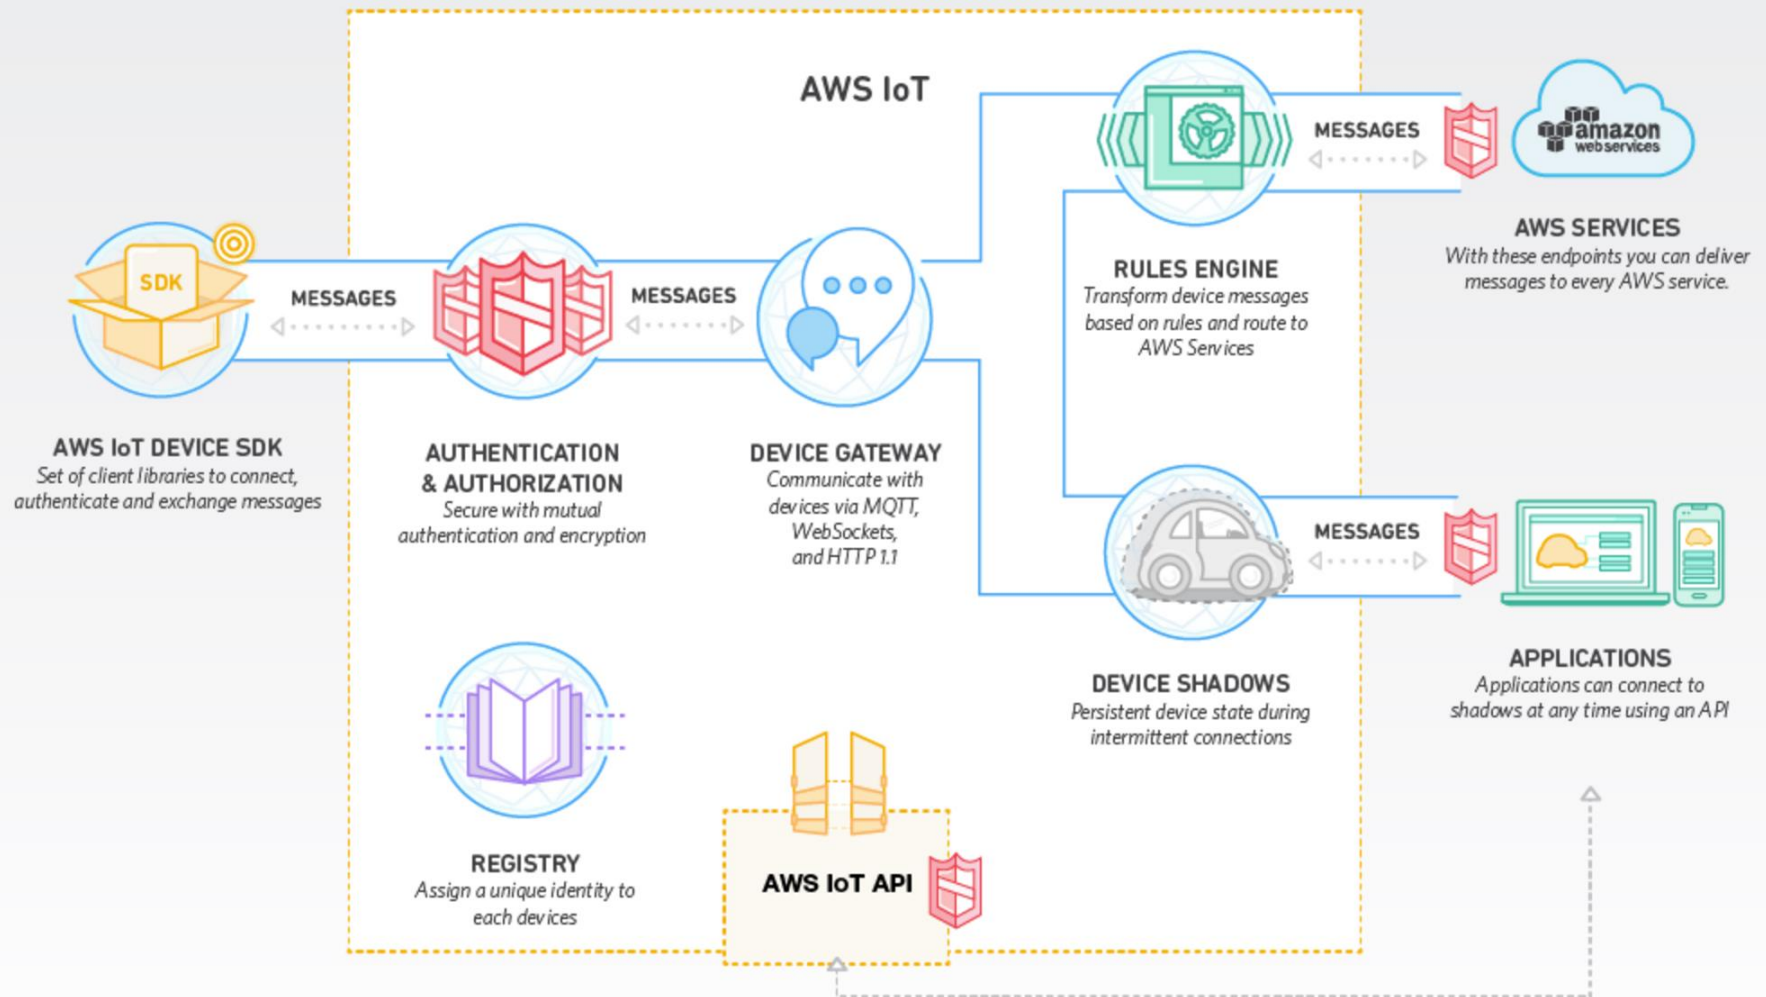 AWS IoT
SDK
MESSAGES
AWS IoT DEVICE SDK
Set of client libraries to connect,
authenticate and exchange messages
AUTHENTICATION
& AUTHORIZATION
Secure with mutual
authentication and encryption
MESSAGES
DEVICE GATEWAY
Communicate with
devices via MQTT,
WebSockets,
and HTTP 1.1
RULES ENGINE
Transform device messages
based on rules and route to
AWS Services
MESSAGES
amazon
web services
AWS SERVICES
With these endpoints you can deliver
messages to every AWS service.
DEVICE SHADOWS
Persistent device state during
intermittent connections
MESSAGES
APPLICATIONS
Applications can connect to
shadows at any time using an API
REGISTRY
Assign a unique identity to
each devices
AWS IoT API